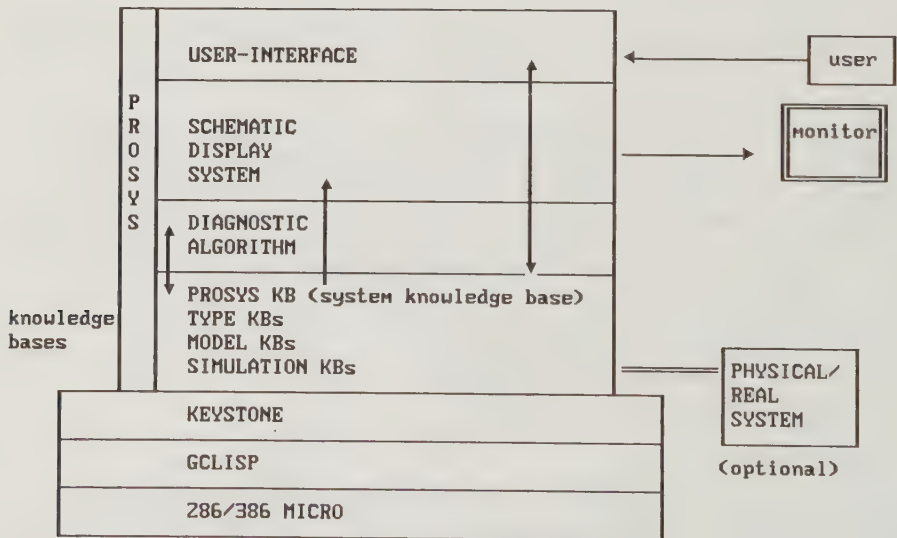 USER-INTERFACE
user
PROSYS
SCHEMATIC
DISPLAY
SYSTEM
monitor
DIAGNOSTIC
ALGORITHM
knowledge
bases
PROSYS KB (system knowledge base)
TYPE KBs
MODEL KBs
SIMULATION KBs
PHYSICAL/
REAL
SYSTEM
(optional)
KEYSTONE
GCLISP
286/386 MICRO